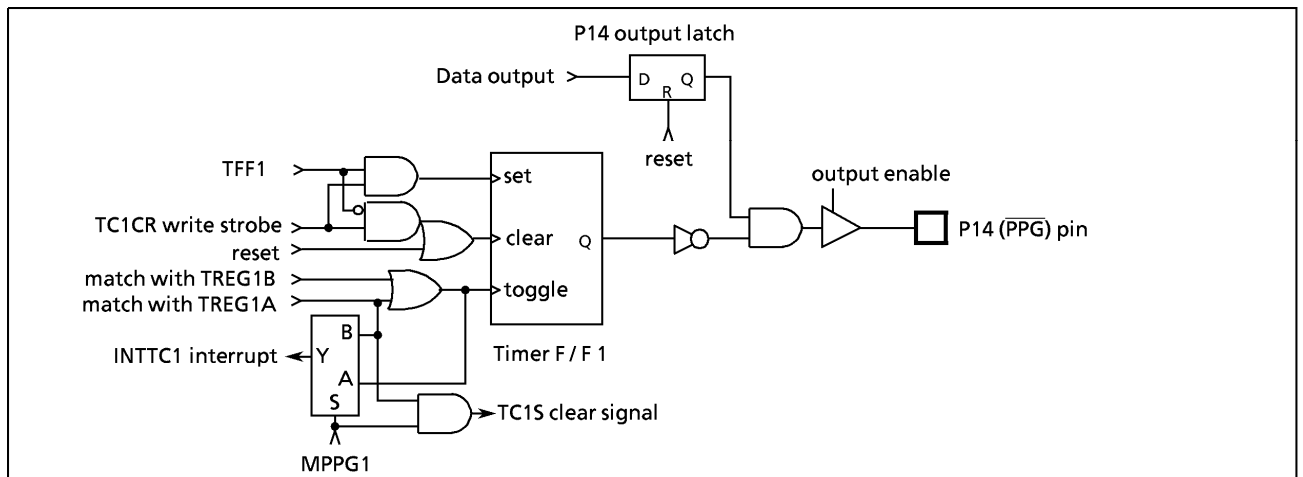 P14 output latch
Data output
D
Q
R
reset
TFF1
TC1CR write strobe
reset
match with TREG1B
match with TREG1A
set
clear
Q
toggle
Timer F / F 1
output enable
P14 (PPG) pin
INTTC1 interrupt
Y
B
A
S
TC1S clear signal
MPPG1